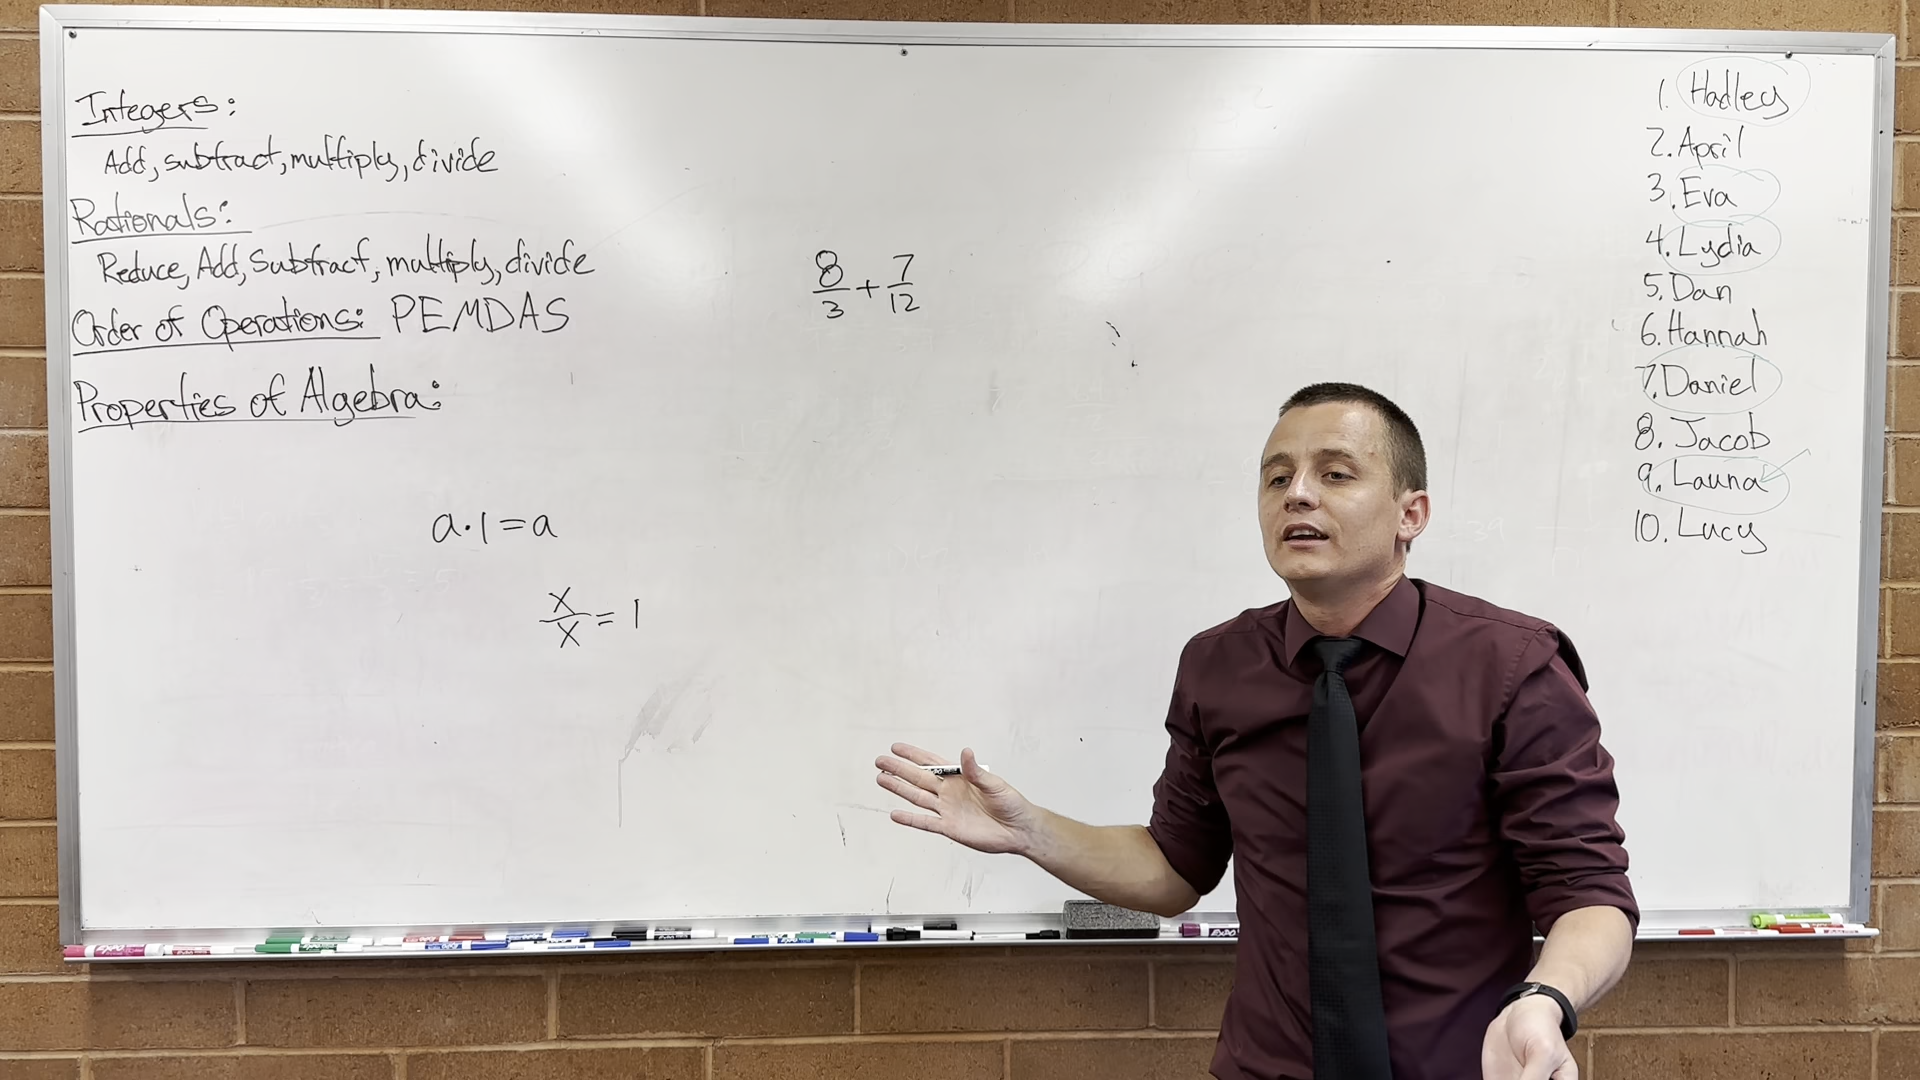 Integers:
Add, subtract, multiply, divide
Rationals:
Reduce, Add, Subtract, multiply, divide
Order of Operations: PEMDAS
Properties of Algebra:
a·1=a
x/x = 1
8/3 + 7/12
1. Hadley
2. April
3. Eva
4. Lydia
5. Dan
6. Hannah
7. Daniel
8. Jacob
9. Launa
10. Lucy
EXPO